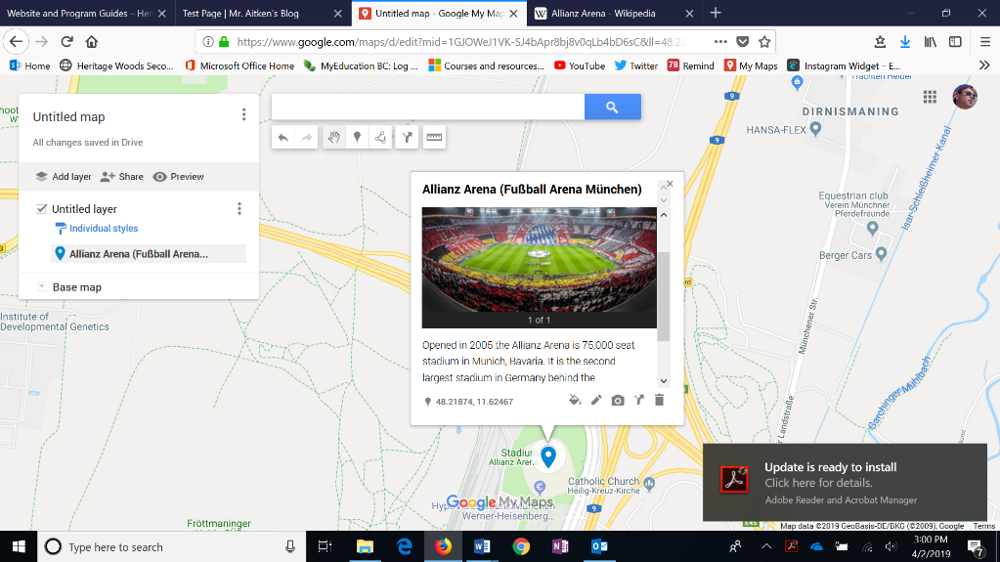 Website and Program Guides – Her
Test Page | Mr. Aitken's Blog
Untitled map - Google My Map
Allianz Arena - Wikipedia
https://www.google.com/maps/d/edit?mid=1GJOWeJ1VK-SJ4bApr8bj8v0qLb4bD6sC&ll=48.2
Home
Heritage Woods Seco...
Microsoft Office Home
MyEducation BC: Log ...
Courses and resources...
YouTube
Twitter
78 Remind
My Maps
Instagram Widget – E...
Untitled map
All changes saved in Drive
Add layer
Share
Preview
Untitled layer
Individual styles
Allianz Arena (Fußball Arena...
Base map
Allianz Arena (Fußball Arena München)
1 of 1
Opened in 2005 the Allianz Arena is 75,000 seat
stadium in Munich, Bavaria. It is the second
largest stadium in Germany behind the
48.21874, 11.62467
9
9
DIRNISMANING
HANSA-FLEX
Equestrian club
Verein Münchner
Pferdefreunde
Berger Cars
Isar-Schleißheimer Kanal
Münchener Str.
Landstraße
Garchinger Mühlbach
Institute of
Developmental Genetics
Stadium
Allianz Aren
Catholic Church
Heilig-Kreuz-Kirche
Werner-Heisenberg...
9
Fröttmaninger
Google My Maps
Update is ready to install
Click here for details.
Adobe Reader and Acrobat Manager
Map data ©2019 GeoBasis-DE/BKG (©2009), Google
Terms
Type here to search
3:00 PM
4/2/2019
7